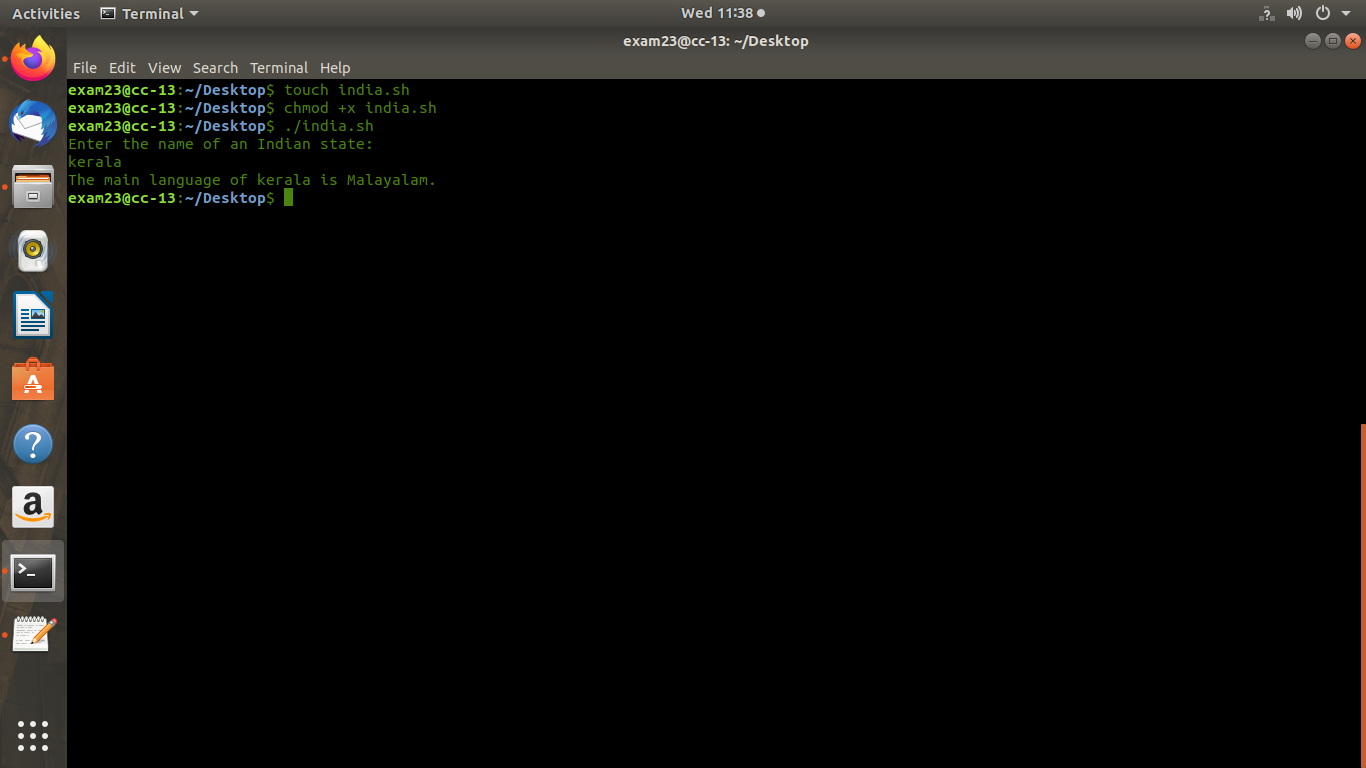 Activities Terminal Wed 11:38
exam23@cc-13: ~/Desktop
File Edit View Search Terminal Help
exam23@cc-13:~/Desktop$ touch india.sh
exam23@cc-13:~/Desktop$ chmod +x india.sh
exam23@cc-13:~/Desktop$ ./india.sh
Enter the name of an Indian state:
kerala
The main language of kerala is Malayalam.
exam23@cc-13:~/Desktop$